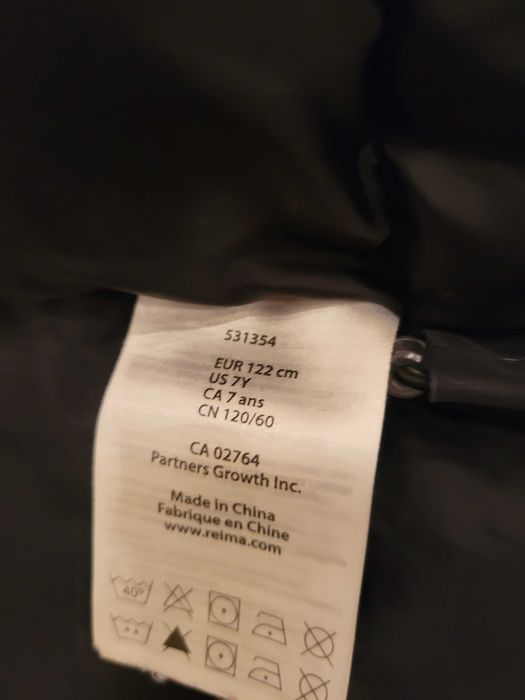 531354
EUR 122 cm
US 7Y
CA 7 ans
CN 120/60
CA 02764
Partners Growth Inc.
Made in China
Fabrique en Chine
www.reima.com
40°